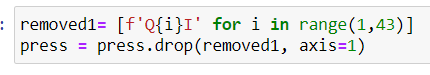 : removed1= [f'Q{i}I' for i in range(1,43)]
press = press.drop(removed1, axis=1)